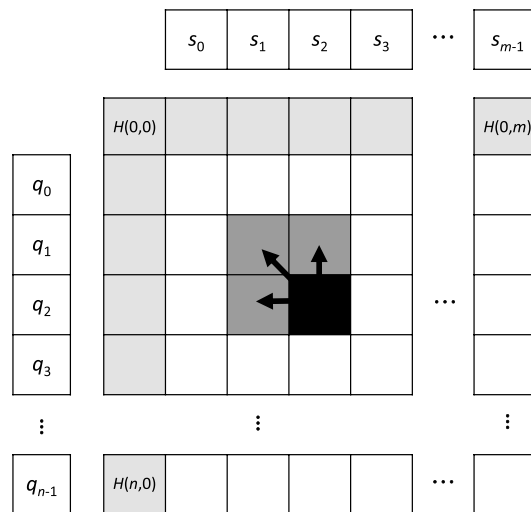 s0 s1 s2 s3 ··· sm-1
H(0,0) H(0,m)
q0
q1
q2 ···
q3
⋮ ⋮ ⋮
qn-1 H(n,0) ···